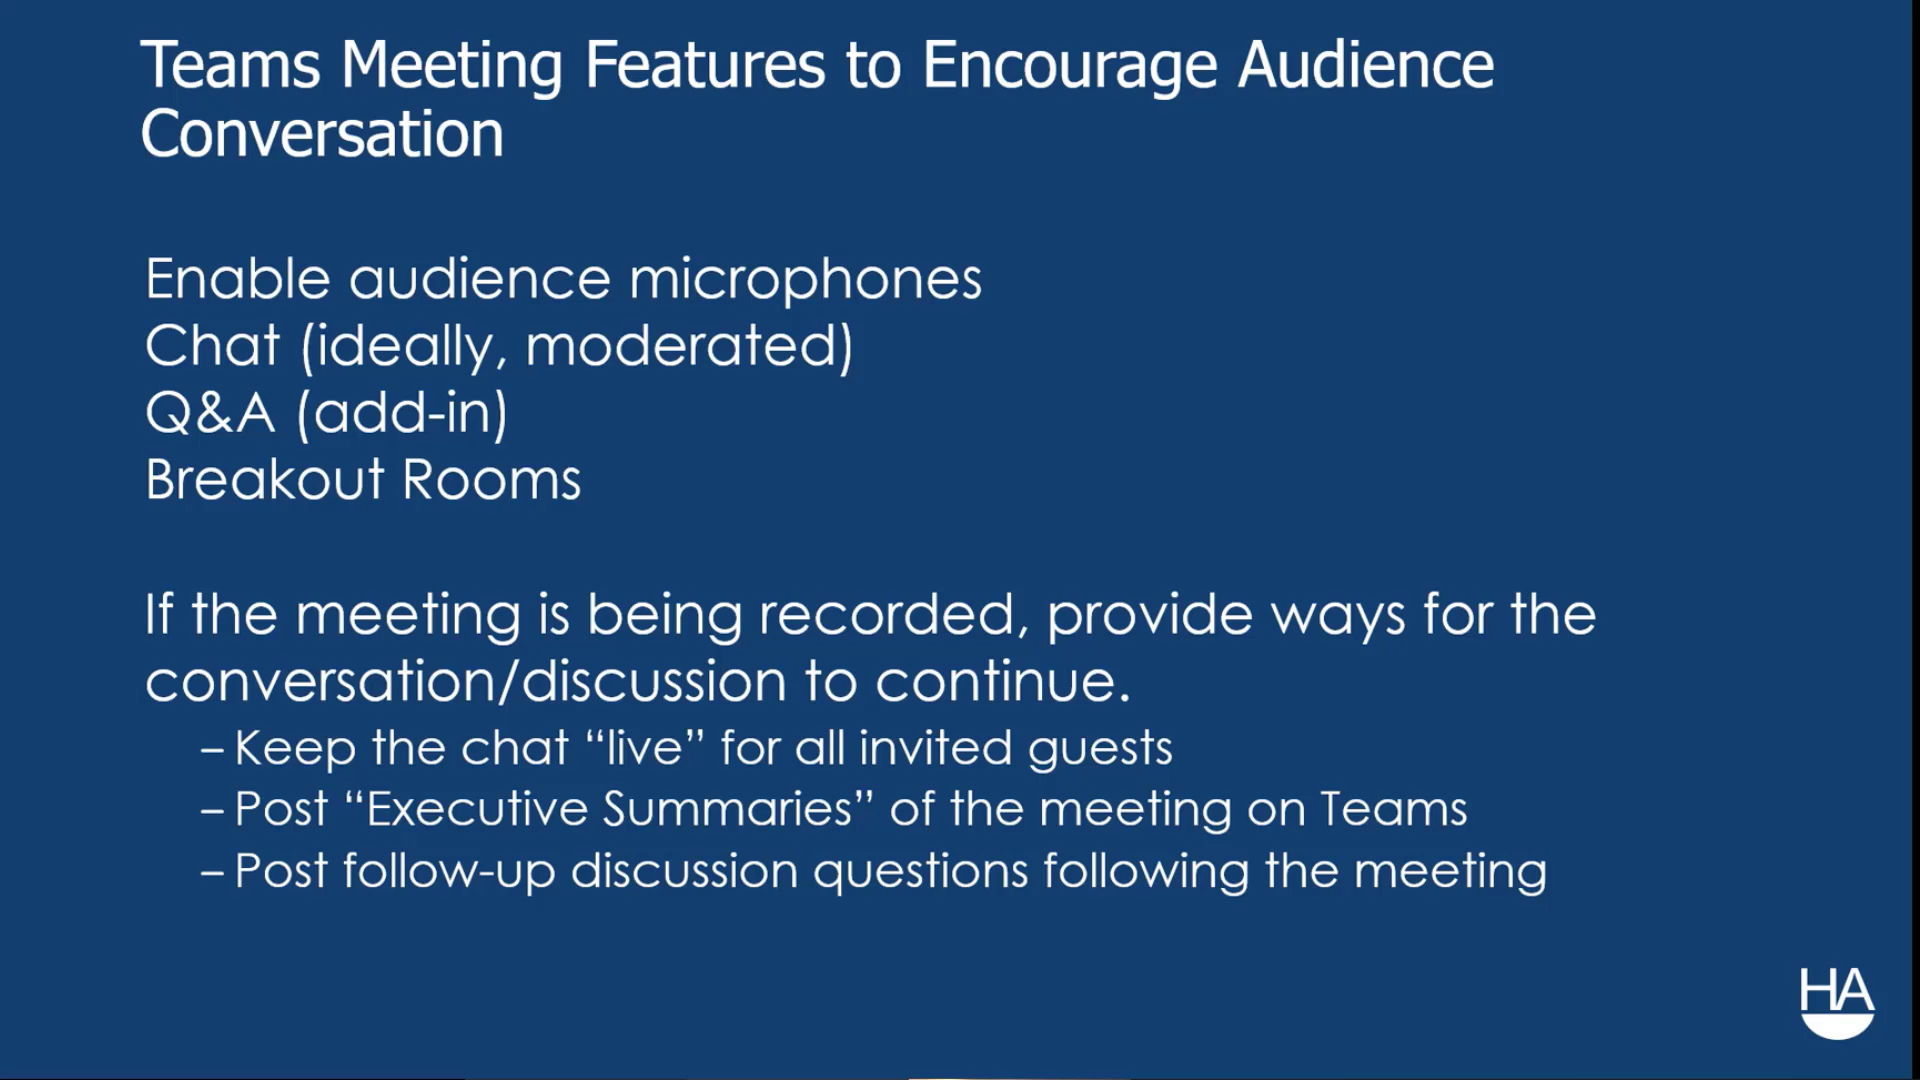 Teams Meeting Features to Encourage Audience
Conversation
Enable audience microphones
Chat (ideally, moderated)
Q&A (add-in)
Breakout Rooms
If the meeting is being recorded, provide ways for the
conversation/discussion to continue.
– Keep the chat “live” for all invited guests
– Post “Executive Summaries” of the meeting on Teams
– Post follow-up discussion questions following the meeting
HA